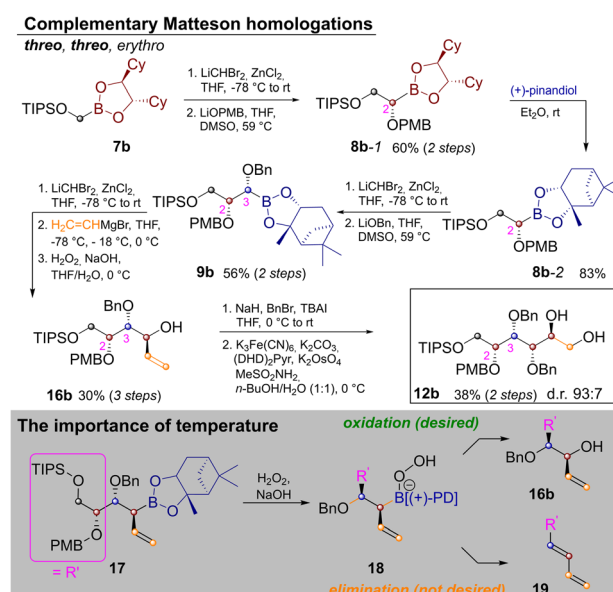 Complementary Matteson homologations
threo, threo, erythro
Cy
Cy
TIPSO
B
O
O
7b
1. LiCHBr2, ZnCl2,
THF, -78 °C to rt
2. LiOPMB, THF,
DMSO, 59 °C
Cy
Cy
TIPSO
B
O
O
2
OPMB
8b-1 60% (2 steps)
(+)-pinandiol
Et2O, rt
1. LiCHBr2, ZnCl2,
THF, -78 °C to rt
2. H2C=CHMgBr, THF,
-78 °C, - 18 °C, 0 °C
3. H2O2, NaOH,
THF/H2O, 0 °C
OBn
TIPSO
B
O
O
2
3
PMBO
9b 56% (2 steps)
1. LiCHBr2, ZnCl2,
THF, -78 °C to rt
2. LiOBn, THF,
DMSO, 59 °C
TIPSO
B
O
O
2
OPMB
8b-2 83%
BnO
OH
TIPSO
2
3
PMBO
16b 30% (3 steps)
1. NaH, BnBr, TBAI
THF, 0 °C to rt
2. K3Fe(CN)6, K2CO3,
(DHD)2Pyr, K2OsO4
MeSO2NH2,
n-BuOH/H2O (1:1), 0 °C
OBn
OH
TIPSO
2
3
OH
PMBO
OBn
12b
38% (2 steps) d.r. 93:7
The importance of temperature
oxidation (desired)
TIPS
O
OBn
B
O
O
PMB
O
17
= R'
H2O2,
NaOH
R'
O
OH
BnO
B[(+)-PD]
18
R'
OH
BnO
16b
R'
19
elimination (not desired)